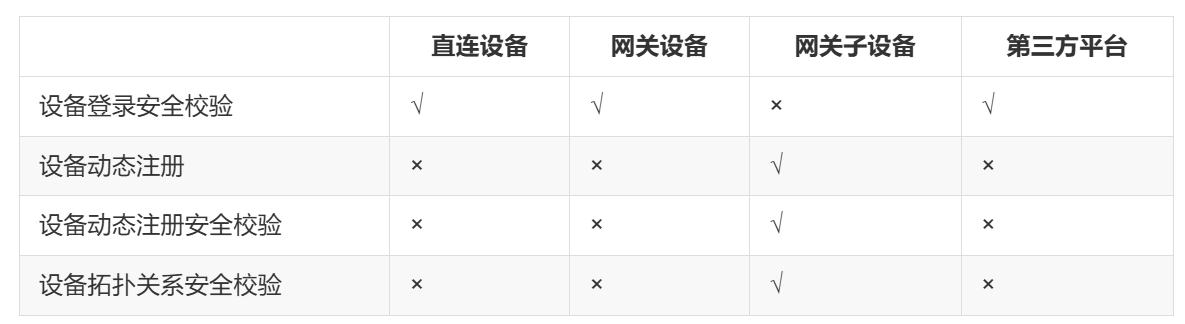 直连设备 网关设备 网关子设备 第三方平台
设备登录安全校验 √ √ × √
设备动态注册 × × √ ×
设备动态注册安全校验 × × √ ×
设备拓扑关系安全校验 × × √ ×